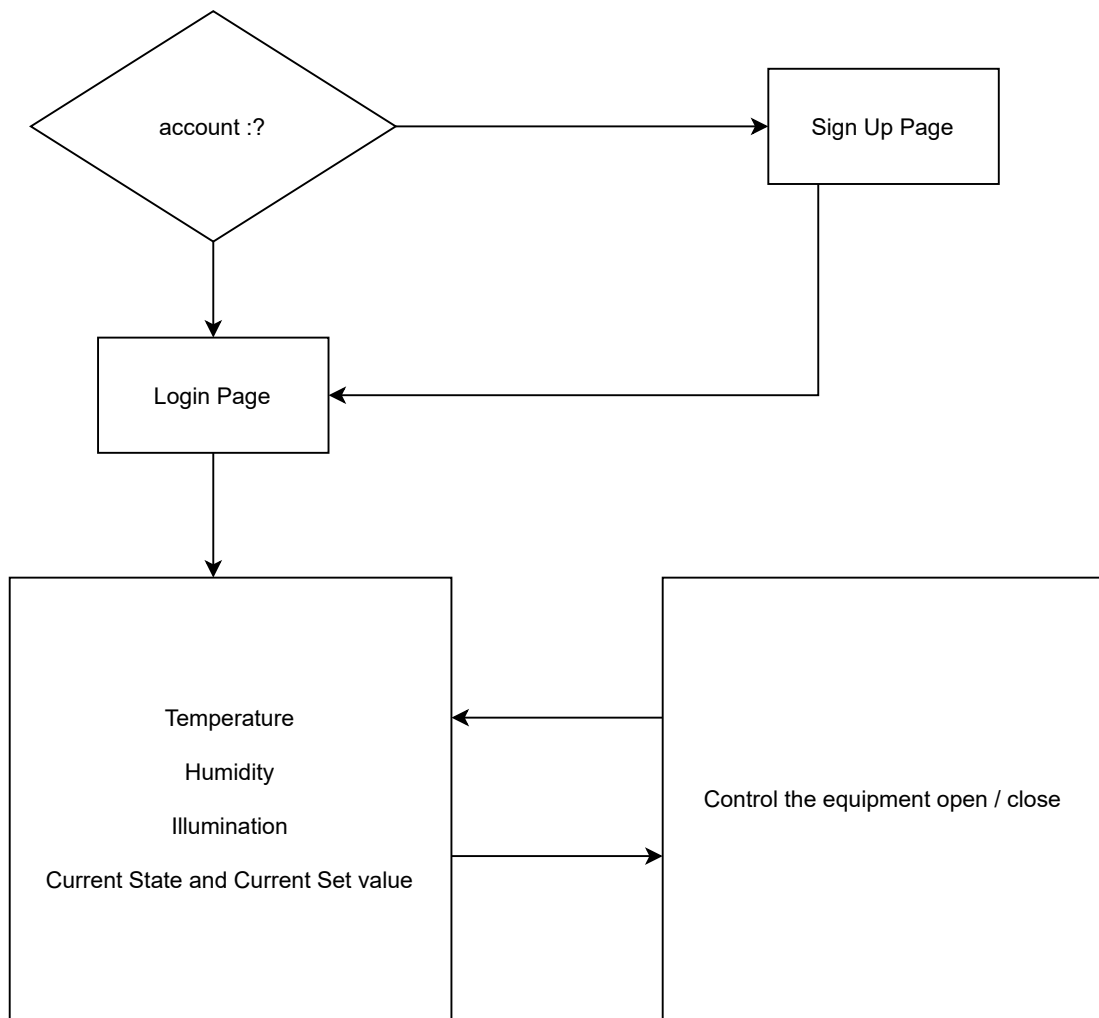 account :?
Sign Up Page
Login Page
Temperature
Humidity
Illumination
Current State and Current Set value
Control the equipment open / close